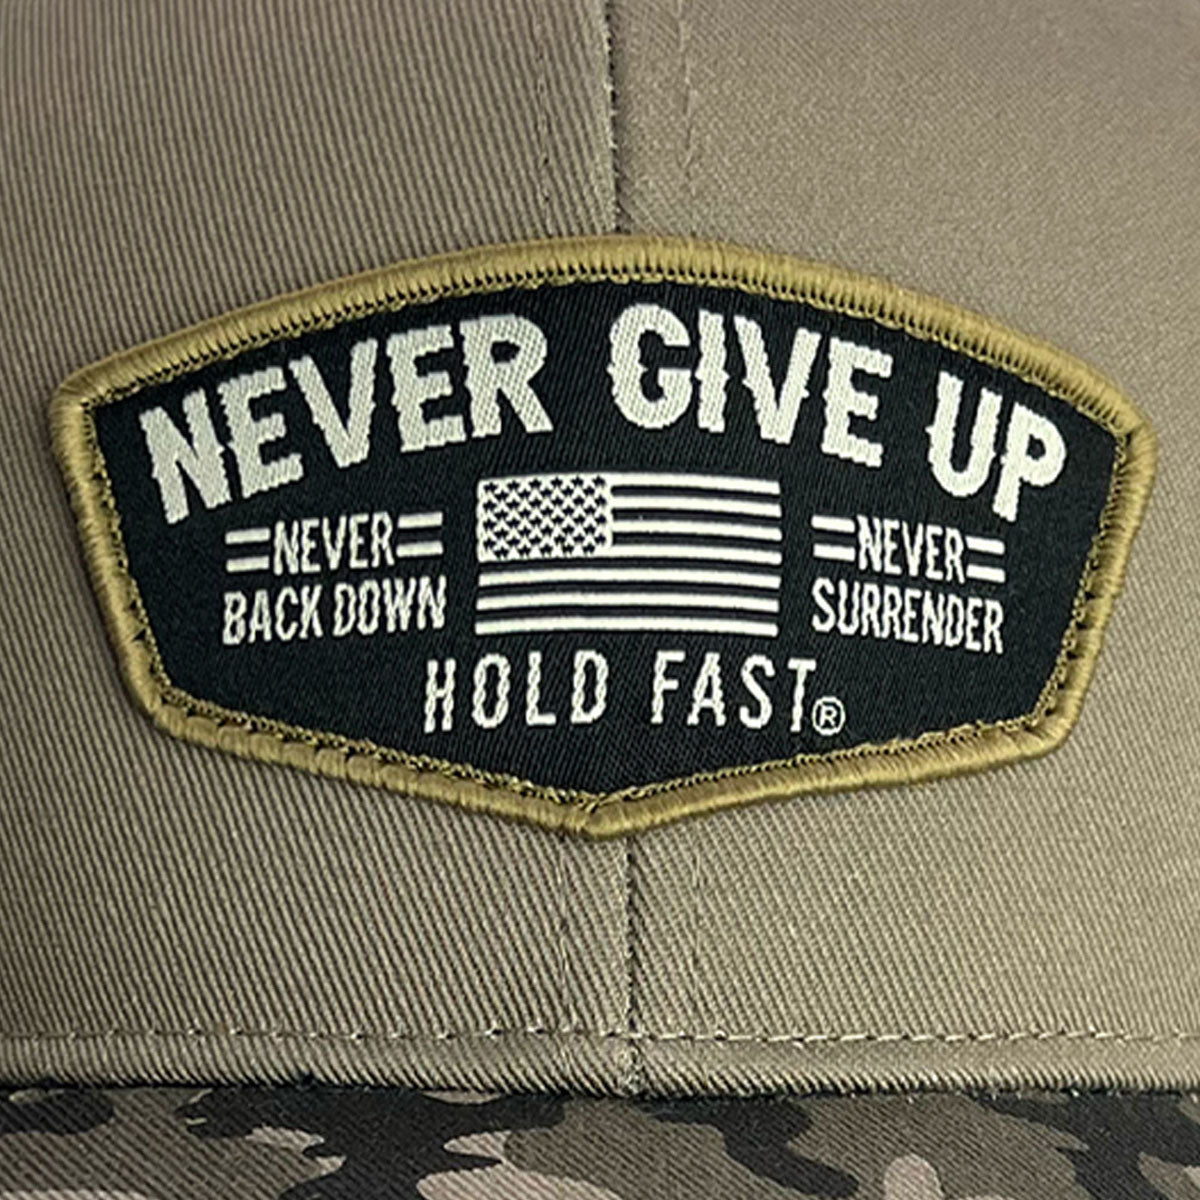 NEVER GIVE UP
NEVER
BACK DOWN
NEVER
SURRENDER
HOLD FAST®